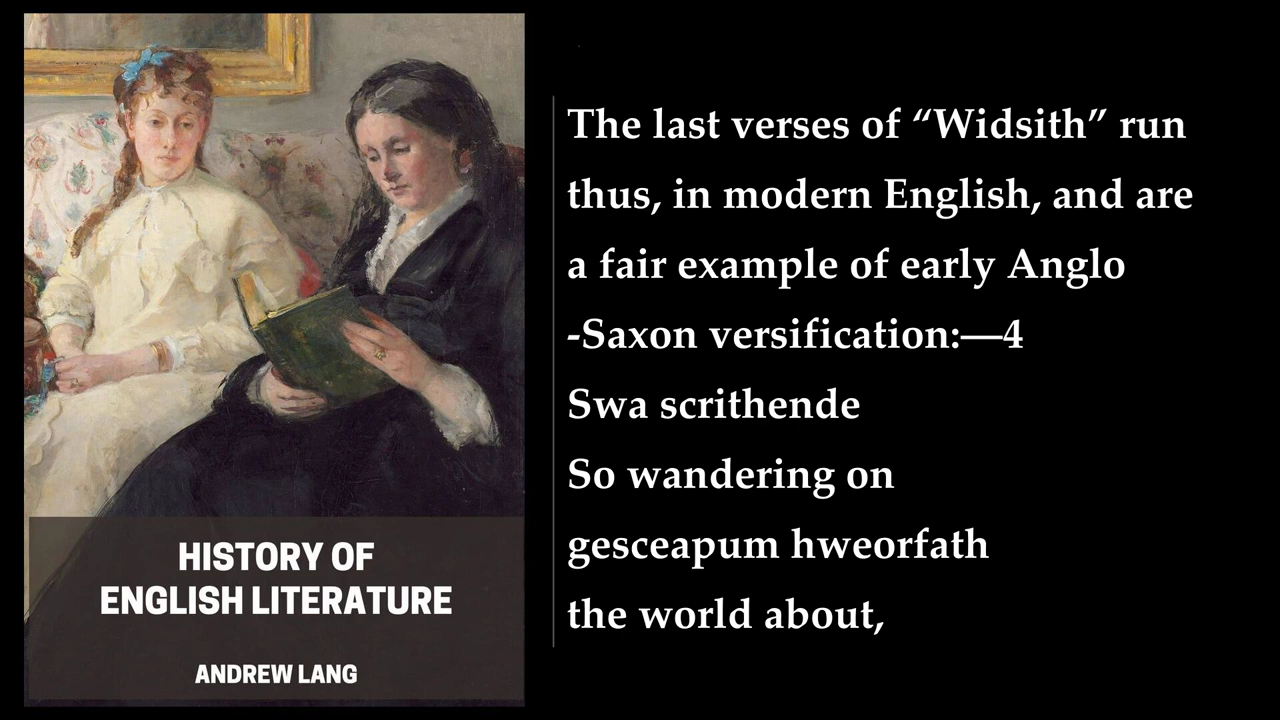 HISTORY OF
ENGLISH LITERATURE
ANDREW LANG
The last verses of “Widsith” run
thus, in modern English, and are
a fair example of early Anglo
-Saxon versification:—4
Swa scrithende
So wandering on
gesceapum hweorfath
the world about,